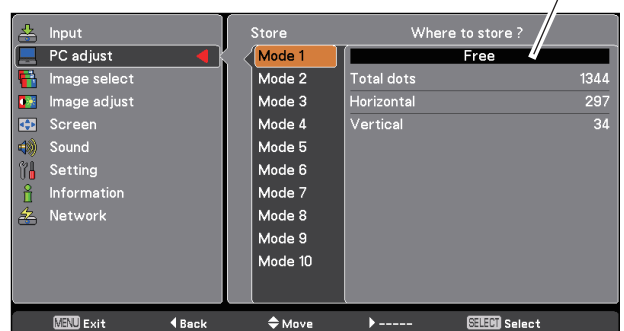 Input
PC adjust
Image select
Image adjust
Screen
Sound
Setting
Information
Network
Store
Mode 1
Mode 2
Mode 3
Mode 4
Mode 5
Mode 6
Mode 7
Mode 8
Mode 9
Mode 10
Where to store ?
Free
Total dots 1344
Horizontal 297
Vertical 34
MENU Exit Back Move ----- SELECT Select